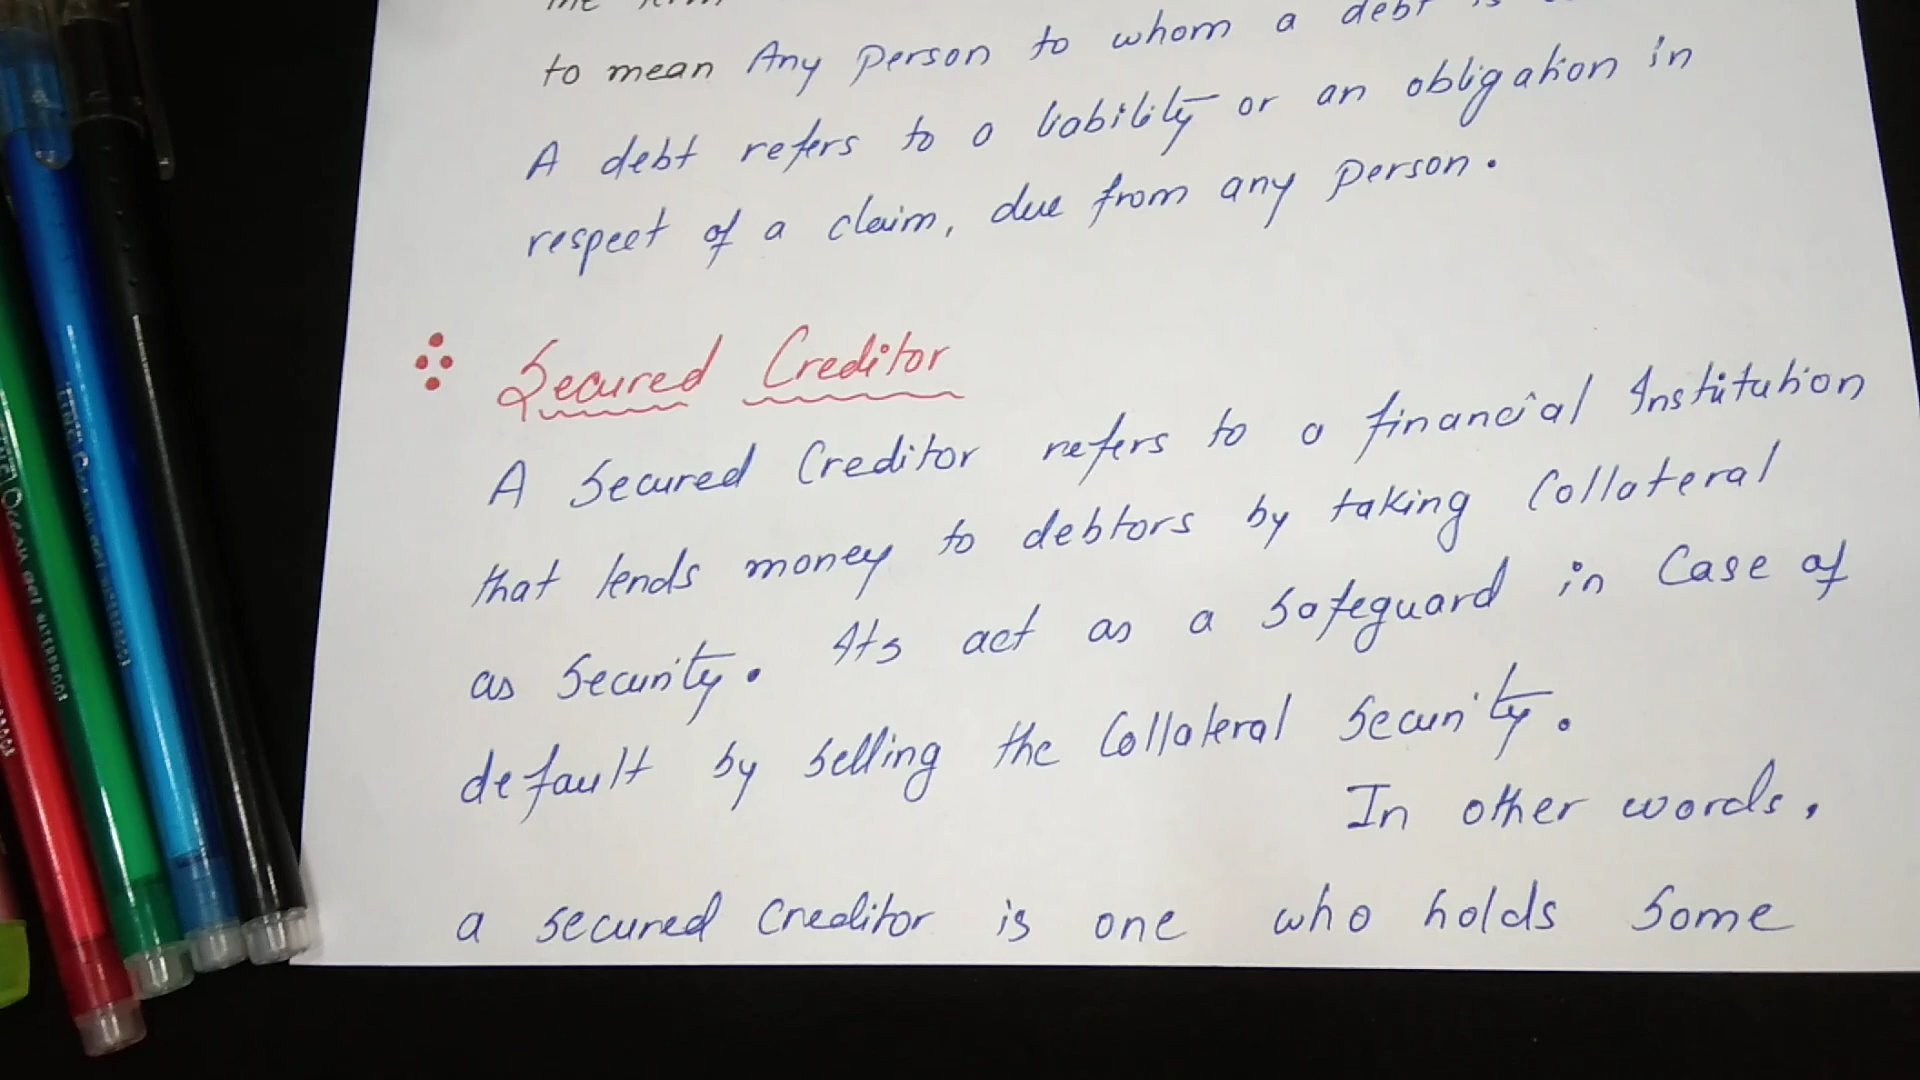 the term
to mean Any person to whom a debt is
A debt refers to a liability or an obligation in
respect of a claim, due from any person.
Secured Creditor
A Secured Creditor refers to a financial Institution
that lends money to debtors by taking Collateral
as Security. Its act as a Safeguard in Case of
default by Selling the Collateral Security.
In other words,
a secured Creditor is one who holds Some